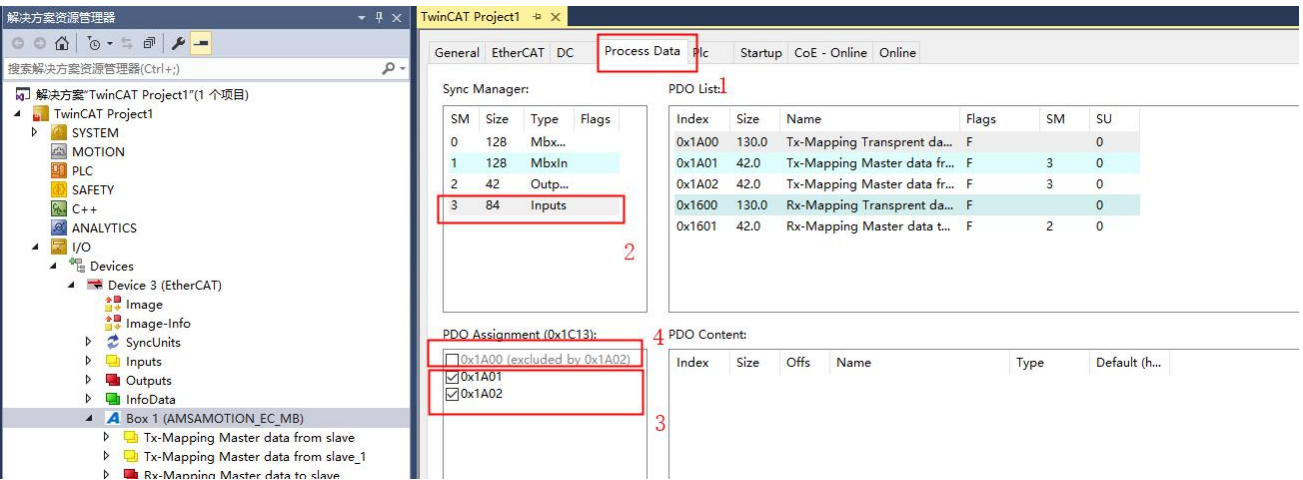 解决方案资源管理器
搜索解决方案资源管理器(Ctrl+;)
解决方案"TwinCAT Project1"(1 个项目)
TwinCAT Project1
SYSTEM
MOTION
PLC
SAFETY
C++
ANALYTICS
I/O
Devices
Device 3 (EtherCAT)
Image
Image-Info
SyncUnits
Inputs
Outputs
InfoData
Box 1 (AMSAMOTION_EC_MB)
Tx-Mapping Master data from slave
Tx-Mapping Master data from slave_1
Rx-Mapping Master data to slave
TwinCAT Project1
General EtherCAT DC Process Data Plc Startup CoE - Online Online
1
Sync Manager:
SM Size Type Flags
0 128 Mbx...
1 128 MbxIn
2 42 Outp...
3 84 Inputs
2
PDO List:
Index Size Name Flags SM SU
0x1A00 130.0 Tx-Mapping Transprent da... F 0
0x1A01 42.0 Tx-Mapping Master data fr... F 3 0
0x1A02 42.0 Tx-Mapping Master data fr... F 3 0
0x1600 130.0 Rx-Mapping Transprent da... F 0
0x1601 42.0 Rx-Mapping Master data t... F 2 0
PDO Assignment (0x1C13):
4
0x1A00 (excluded by 0x1A02)
0x1A01
0x1A02
3
PDO Content:
Index Size Offs Name Type Default (h...